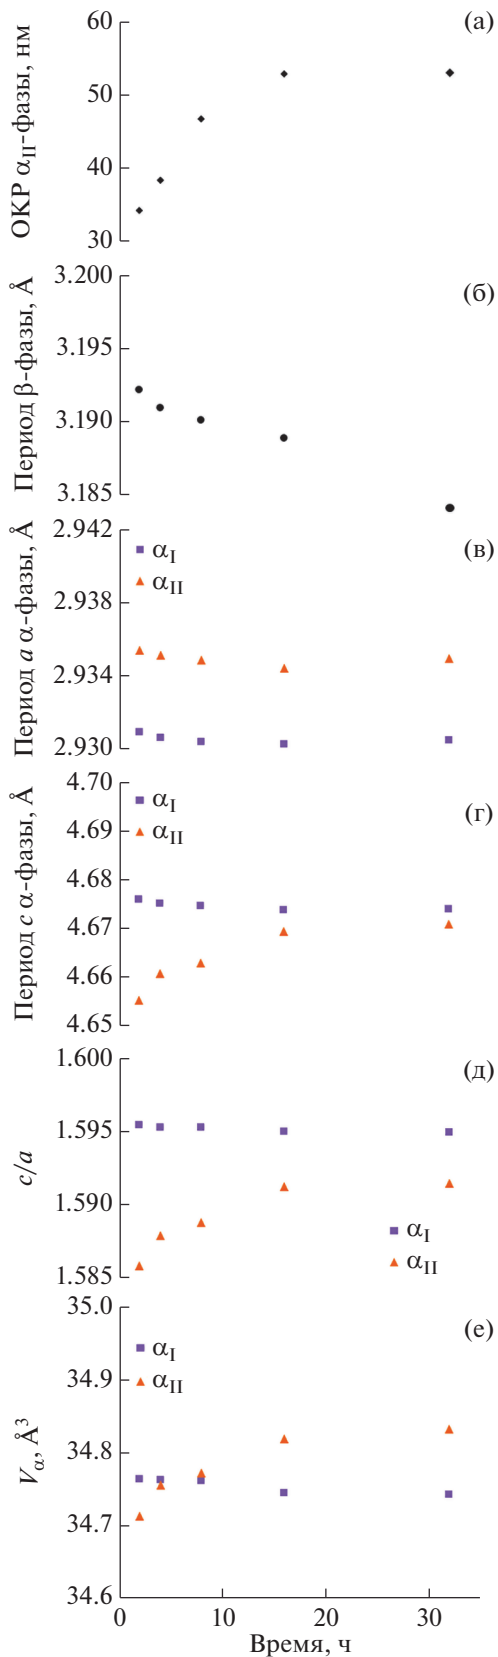 60
(а)
50
40
30
ОКР αII-фазы, нм
3.200
(б)
3.195
3.190
3.185
Период β-фазы, Å
2.942
(в)
αI
αII
2.938
2.934
2.930
Период a α-фазы, Å
4.70
(г)
αI
4.69
αII
4.68
4.67
4.66
4.65
Период c α-фазы, Å
1.600
(д)
1.595
1.590
αI
αII
1.585
c/a
35.0
(е)
αI
34.9
αII
34.8
34.7
34.6
Vα, Å³
0 10 20 30
Время, ч